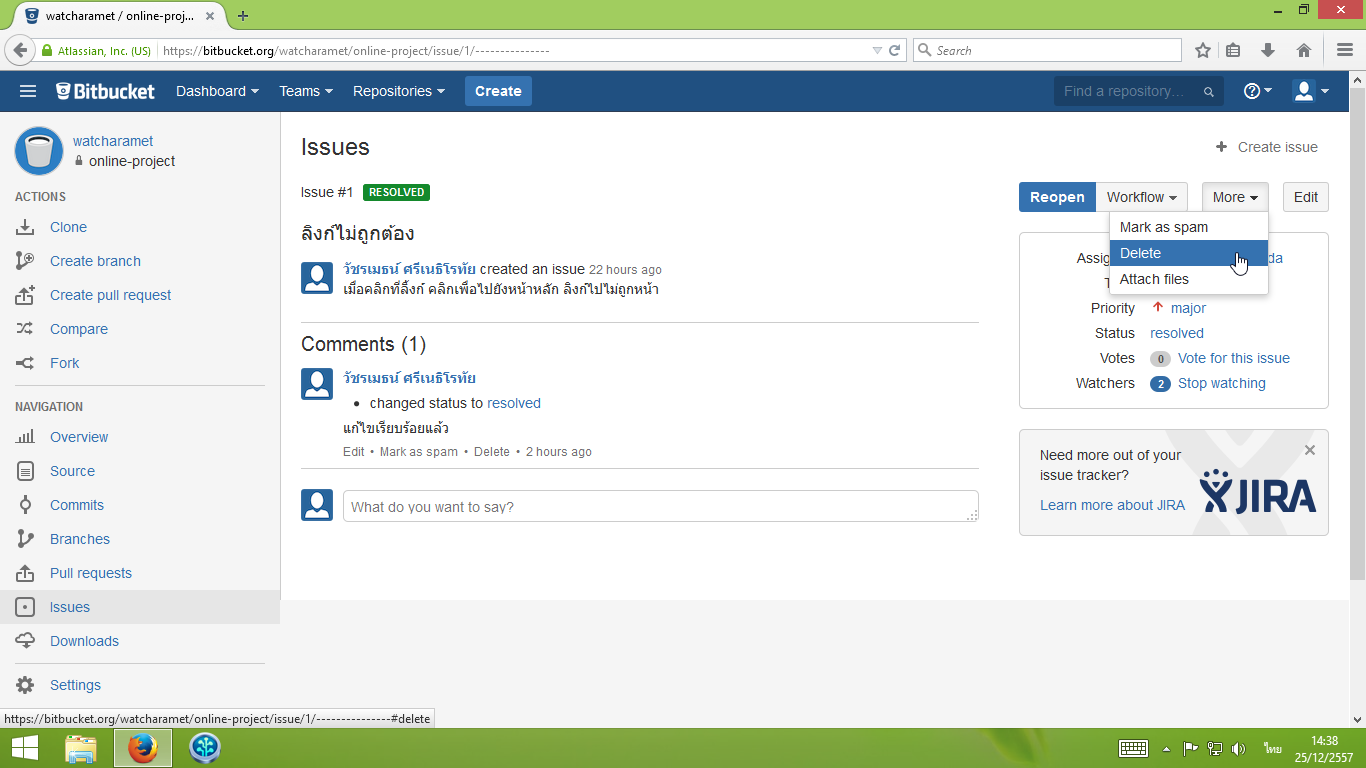 watcharamet / online-proj...
Atlassian, Inc. (US) https://bitbucket.org/watcharamet/online-project/issue/1/---------------
Search
Bitbucket Dashboard Teams Repositories Create Find a repository...
watcharamet
online-project
ACTIONS
Clone
Create branch
Create pull request
Compare
Fork
NAVIGATION
Overview
Source
Commits
Branches
Pull requests
Issues
Downloads
Settings
Issues
Create issue
Issue #1 RESOLVED
Reopen Workflow More Edit
Mark as spam
Delete
Attach files
ลิงก์ไม่ถูกต้อง
วัชรเมธน์ ศรีเนธิโรทัย created an issue 22 hours ago
เมื่อคลิกที่ลิ้งก์ คลิกเพื่อไปยังหน้าหลัก ลิงก์ไปไม่ถูกหน้า
Comments (1)
วัชรเมธน์ ศรีเนธิโรทัย
• changed status to resolved
แก้ไขเรียบร้อยแล้ว
Edit • Mark as spam • Delete • 2 hours ago
What do you want to say?
Priority major
Status resolved
Votes 0 Vote for this issue
Watchers 2 Stop watching
Need more out of your
issue tracker?
Learn more about JIRA
JIRA
https://bitbucket.org/watcharamet/online-project/issue/1/---------------#delete
ไทย
14:38
25/12/2557